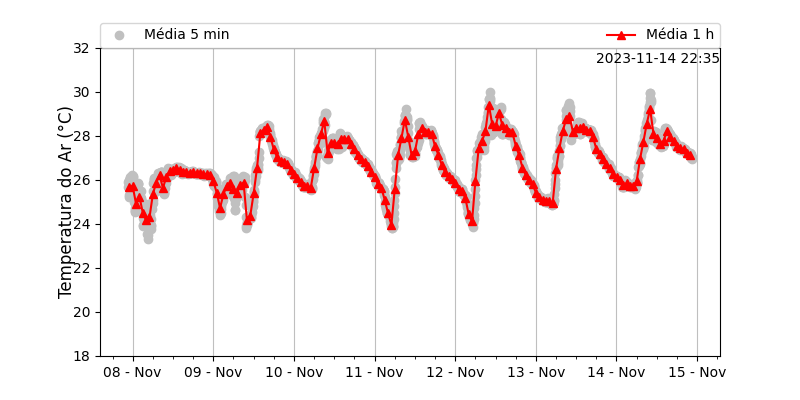 Média 5 min
Média 1 h
2023-11-14 22:35
Temperatura do Ar (°C)
32
30
28
26
24
22
20
18
08 - Nov
09 - Nov
10 - Nov
11 - Nov
12 - Nov
13 - Nov
14 - Nov
15 - Nov